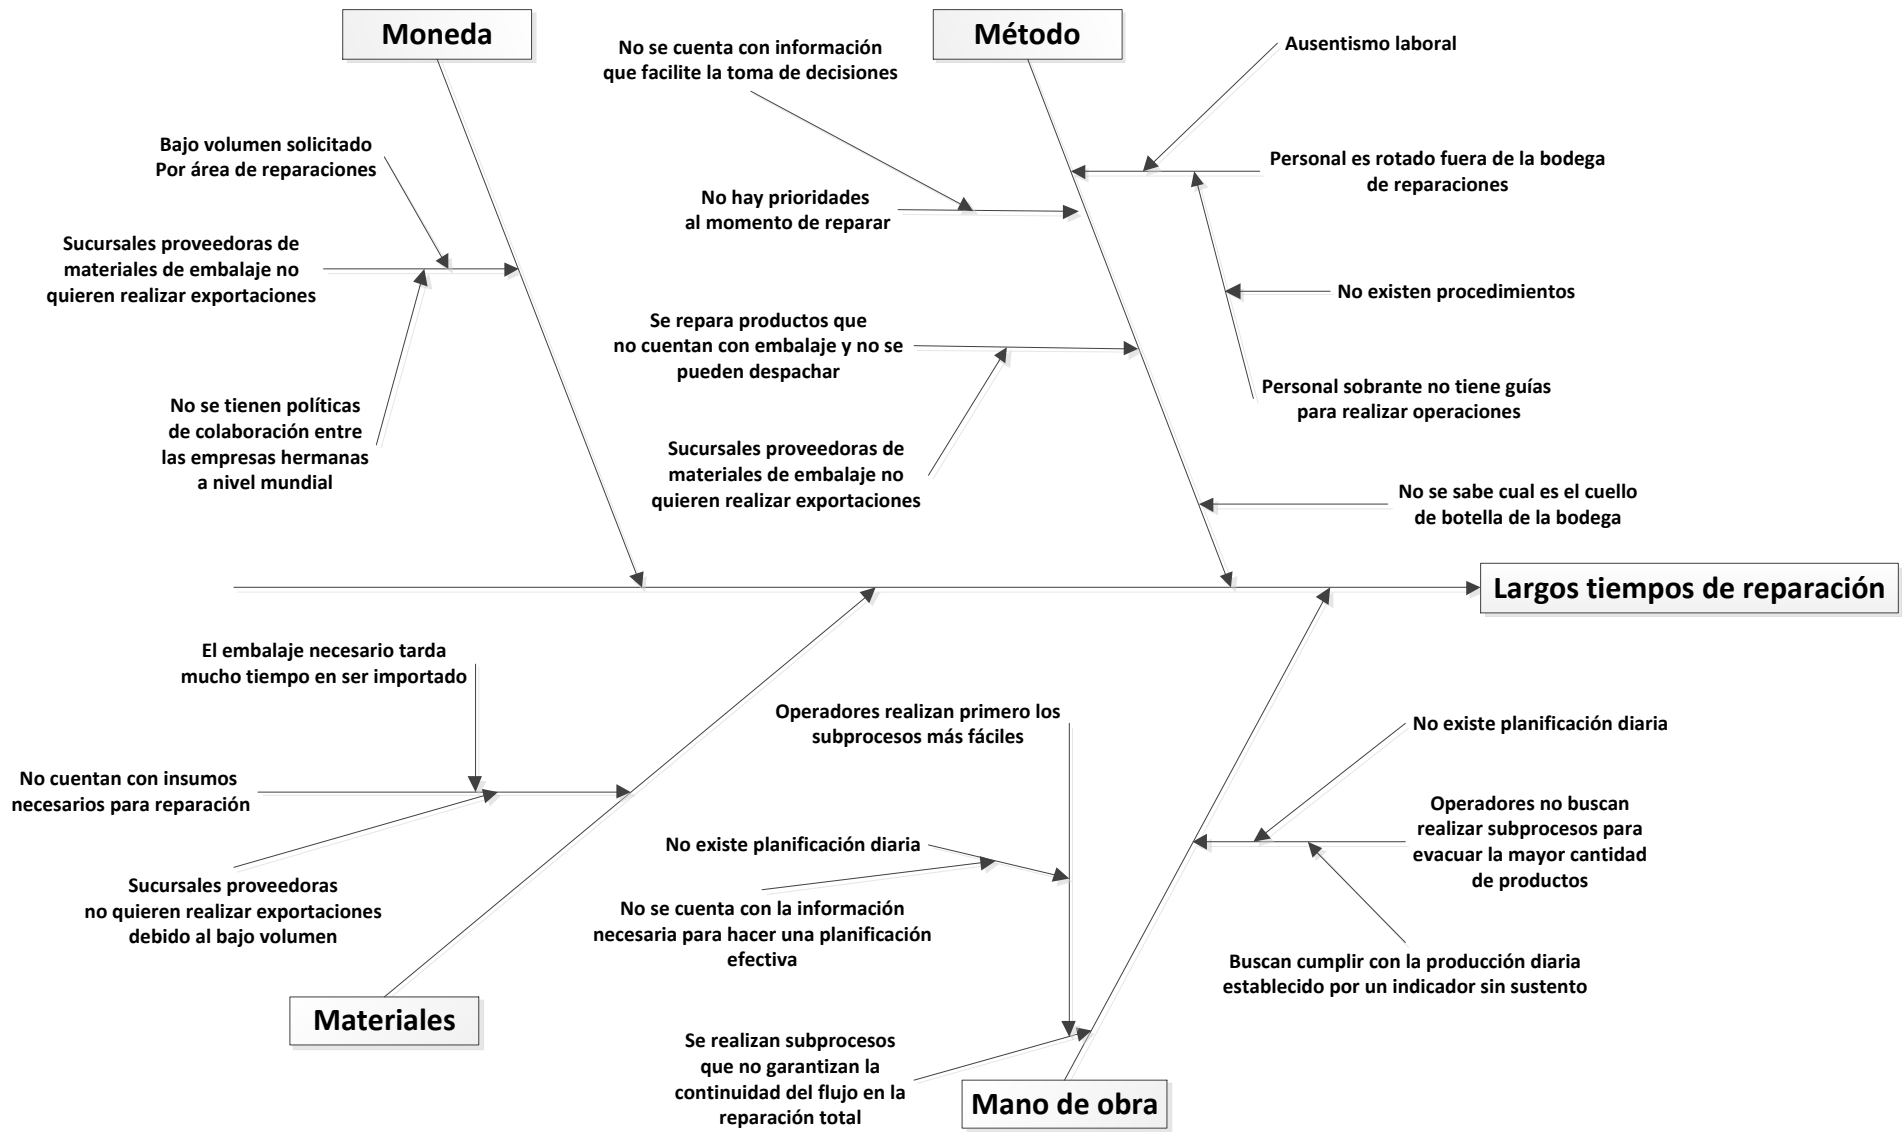 Moneda
Método
No se cuenta con información
que facilite la toma de decisiones
Ausentismo laboral
Bajo volumen solicitado
Por área de reparaciones
Personal es rotado fuera de la bodega
de reparaciones
No hay prioridades
al momento de reparar
Sucursales proveedoras de
materiales de embalaje no
quieren realizar exportaciones
No existen procedimientos
Se repara productos que
no cuentan con embalaje y no se
pueden despachar
Personal sobrante no tiene guías
para realizar operaciones
No se tienen políticas
de colaboración entre
las empresas hermanas
a nivel mundial
Sucursales proveedoras de
materiales de embalaje no
quieren realizar exportaciones
No se sabe cual es el cuello
de botella de la bodega
Largos tiempos de reparación
El embalaje necesario tarda
mucho tiempo en ser importado
Operadores realizan primero los
subprocesos más fáciles
No existe planificación diaria
No cuentan con insumos
necesarios para reparación
Operadores no buscan
realizar subprocesos para
evacuar la mayor cantidad
de productos
No existe planificación diaria
Sucursales proveedoras
no quieren realizar exportaciones
debido al bajo volumen
No se cuenta con la información
necesaria para hacer una planificación
efectiva
Buscan cumplir con la producción diaria
establecido por un indicador sin sustento
Materiales
Se realizan subprocesos
que no garantizan la
continuidad del flujo en la
reparación total
Mano de obra